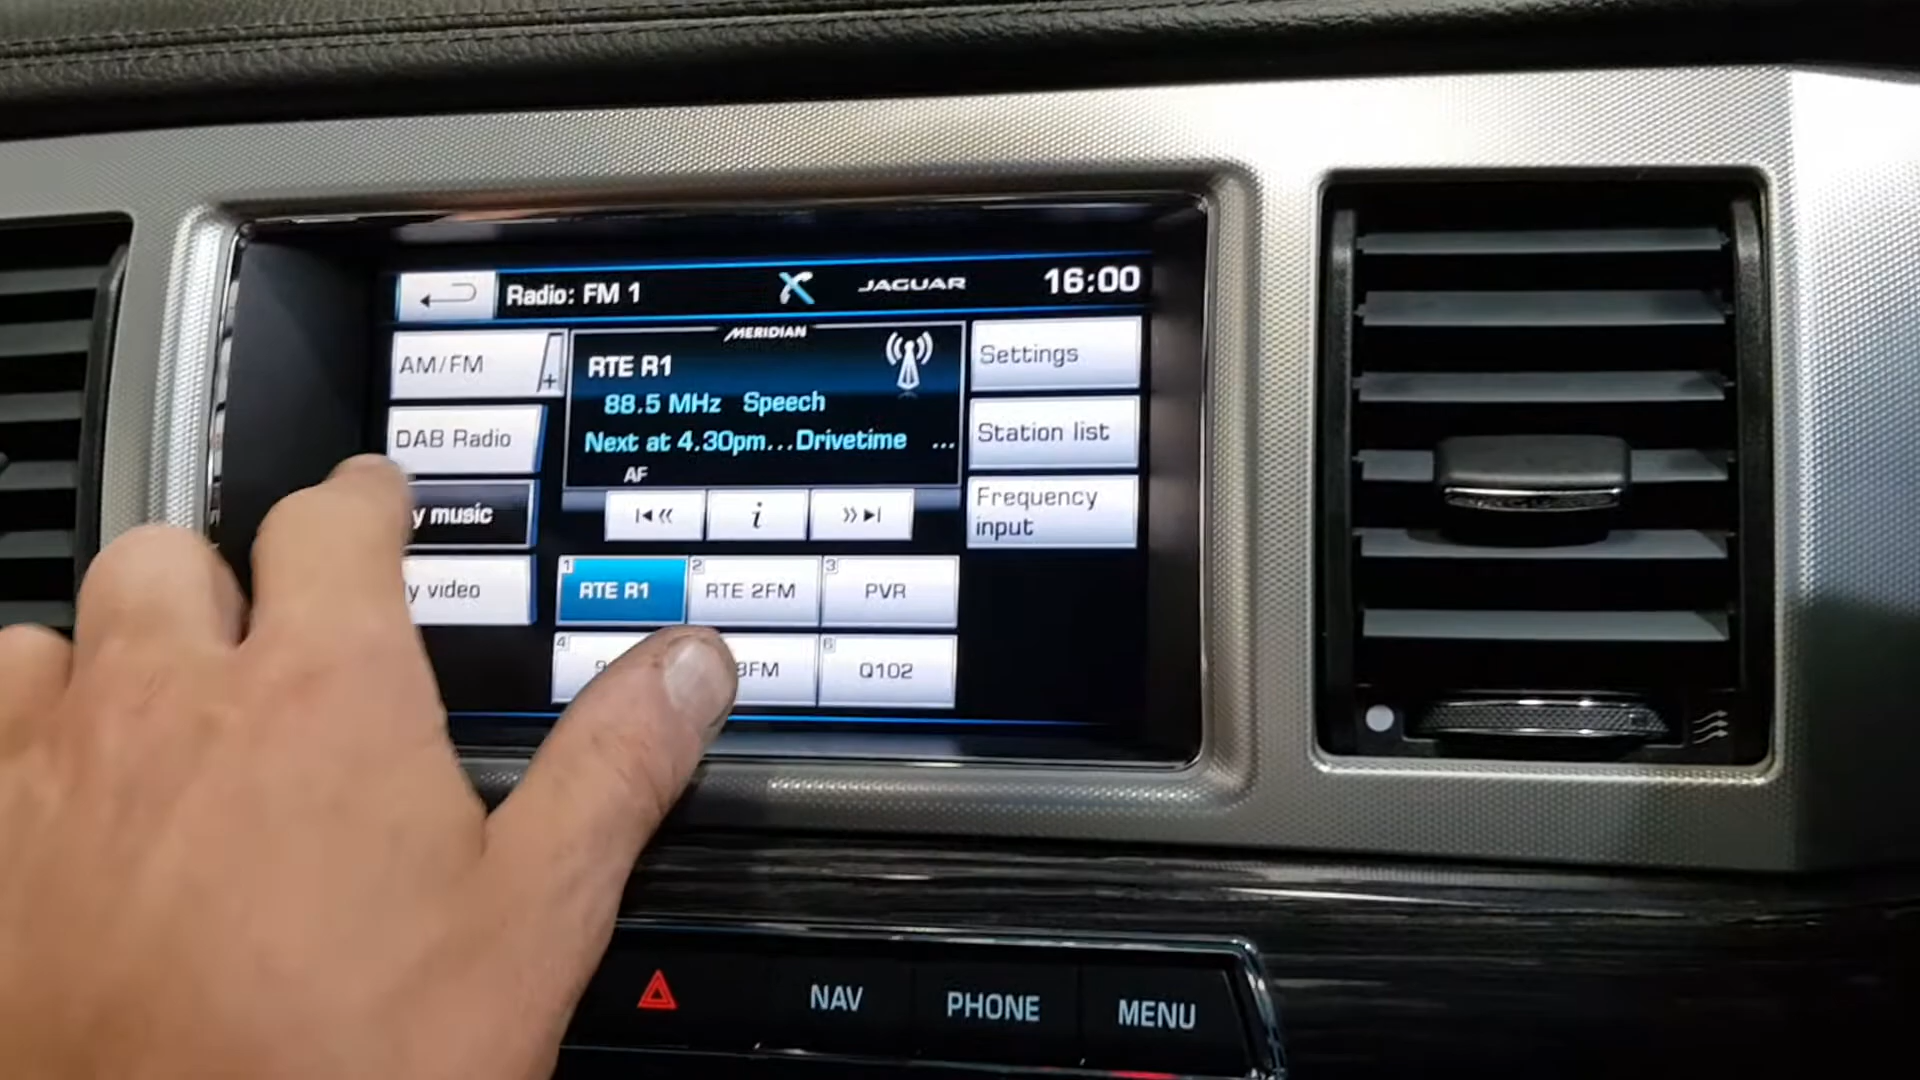 Radio: FM 1
JAGUAR
16:00
AM/FM
DAB Radio
y music
y video
MERIDIAN
RTE R1
88.5 MHz Speech
Next at 4.30pm...Drivetime ...
AF
i
Settings
Station list
Frequency
input
1 RTE R1
2 RTE 2FM
3 PVR
4 9
8FM
6 Q102
NAV
PHONE
MENU